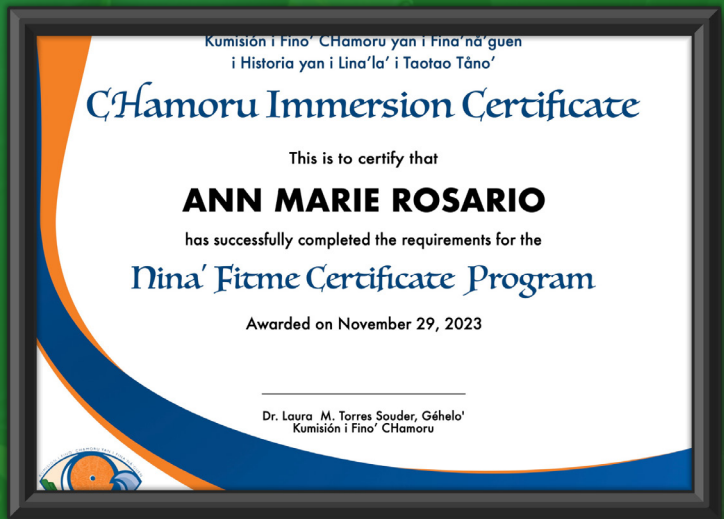 Kumisión i Fino' CHamoru yan i Fina'nå'guen
i Historia yan i Lina'la' i Taotao Tåno'
CHamoru Immersion Certificate
This is to certify that
ANN MARIE ROSARIO
has successfully completed the requirements for the
Nina' Fitme Certificate Program
Awarded on November 29, 2023
Dr. Laura M. Torres Souder, Géhelo'
Kumisión i Fino' CHamoru